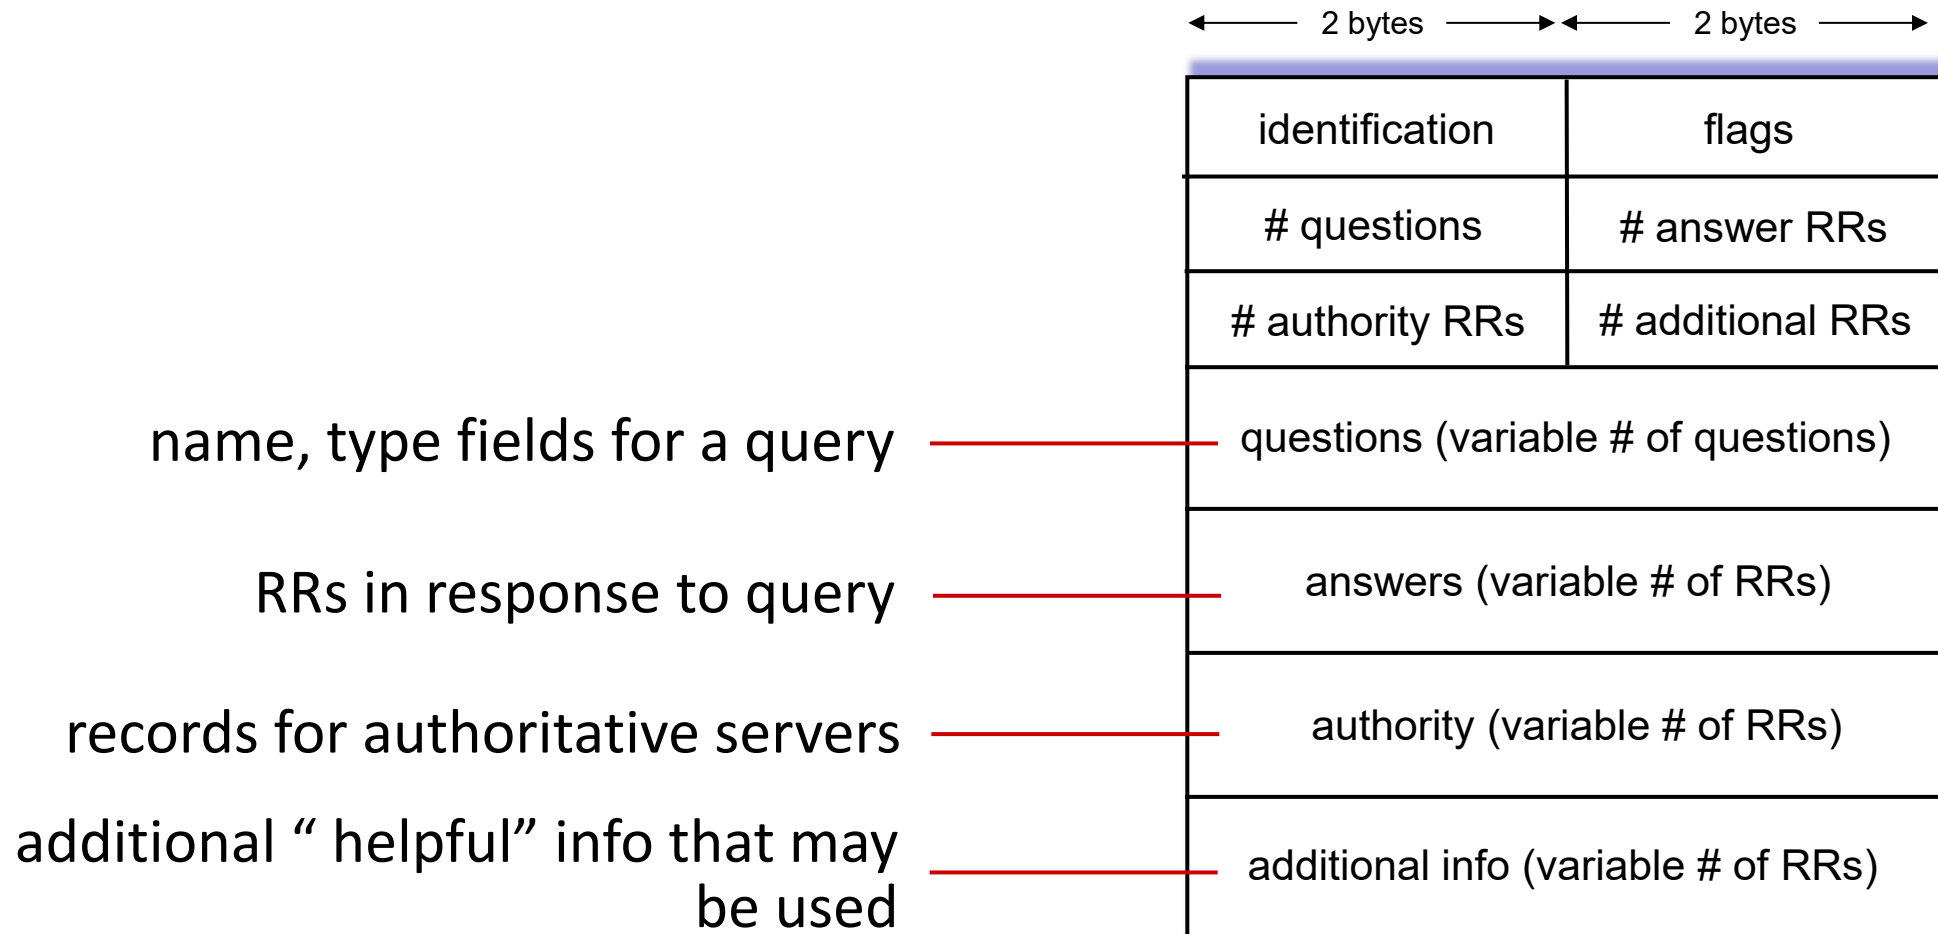 2 bytes 2 bytes
identification flags
# questions # answer RRs
# authority RRs # additional RRs
name, type fields for a query questions (variable # of questions)
RRs in response to query answers (variable # of RRs)
records for authoritative servers authority (variable # of RRs)
additional “ helpful” info that may
be used
additional info (variable # of RRs)